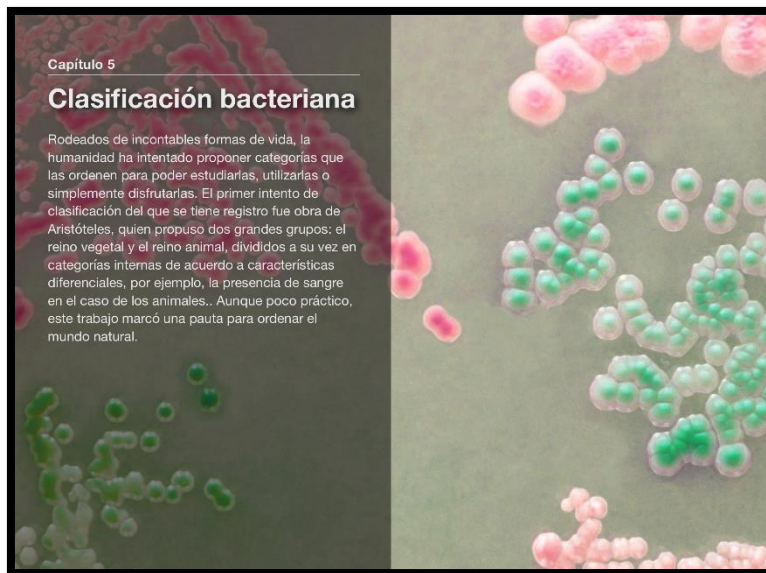 Capítulo 5
Clasificación bacteriana
Rodeados de incontables formas de vida, la
humanidad ha intentado proponer categorías que
las ordenen para poder estudiarlas, utilizarlas o
simplemente disfrutarlas. El primer intento de
clasificación del que se tiene registro fue obra de
Aristóteles, quien propuso dos grandes grupos: el
reino vegetal y el reino animal, divididos a su vez en
categorías internas de acuerdo a características
diferenciales, por ejemplo, la presencia de sangre
en el caso de los animales.. Aunque poco práctico,
este trabajo marcó una pauta para ordenar el
mundo natural.